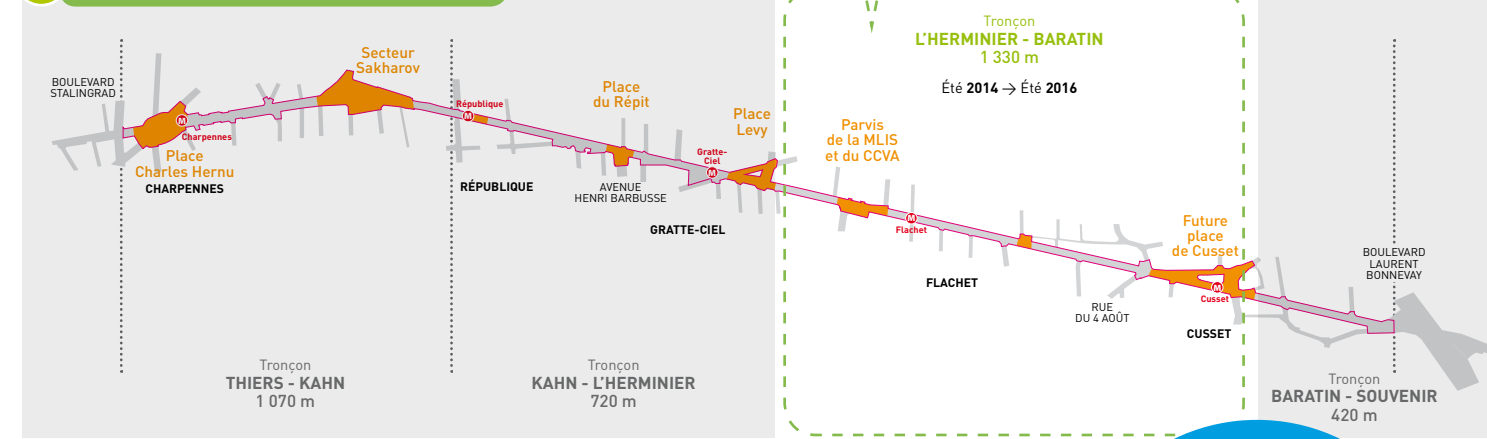 Tronçon
L'HERMINIER - BARATIN
1 330 m
Été 2014 → Été 2016
BOULEVARD
STALINGRAD
Secteur
Sakharov
Place
du Répit
Place
Levy
Parvis
de la MLIS
et du CCVA
République
Charpennes
Gratte-
Ciel
Place
Charles Hernu
CHARPENNES
RÉPUBLIQUE
AVENUE
HENRI BARBUSSE
GRATTE-CIEL
Flachet
Future
place
de Cusset
FLACHET
BOULEVARD
LAURENT
BONNEVAY
Cusset
RUE
DU 4 AOÛT
CUSSET
Tronçon
THIERS - KAHN
1 070 m
Tronçon
KAHN - L'HERMINIER
720 m
Tronçon
BARATIN - SOUVENIR
420 m
M
M
M
M
M